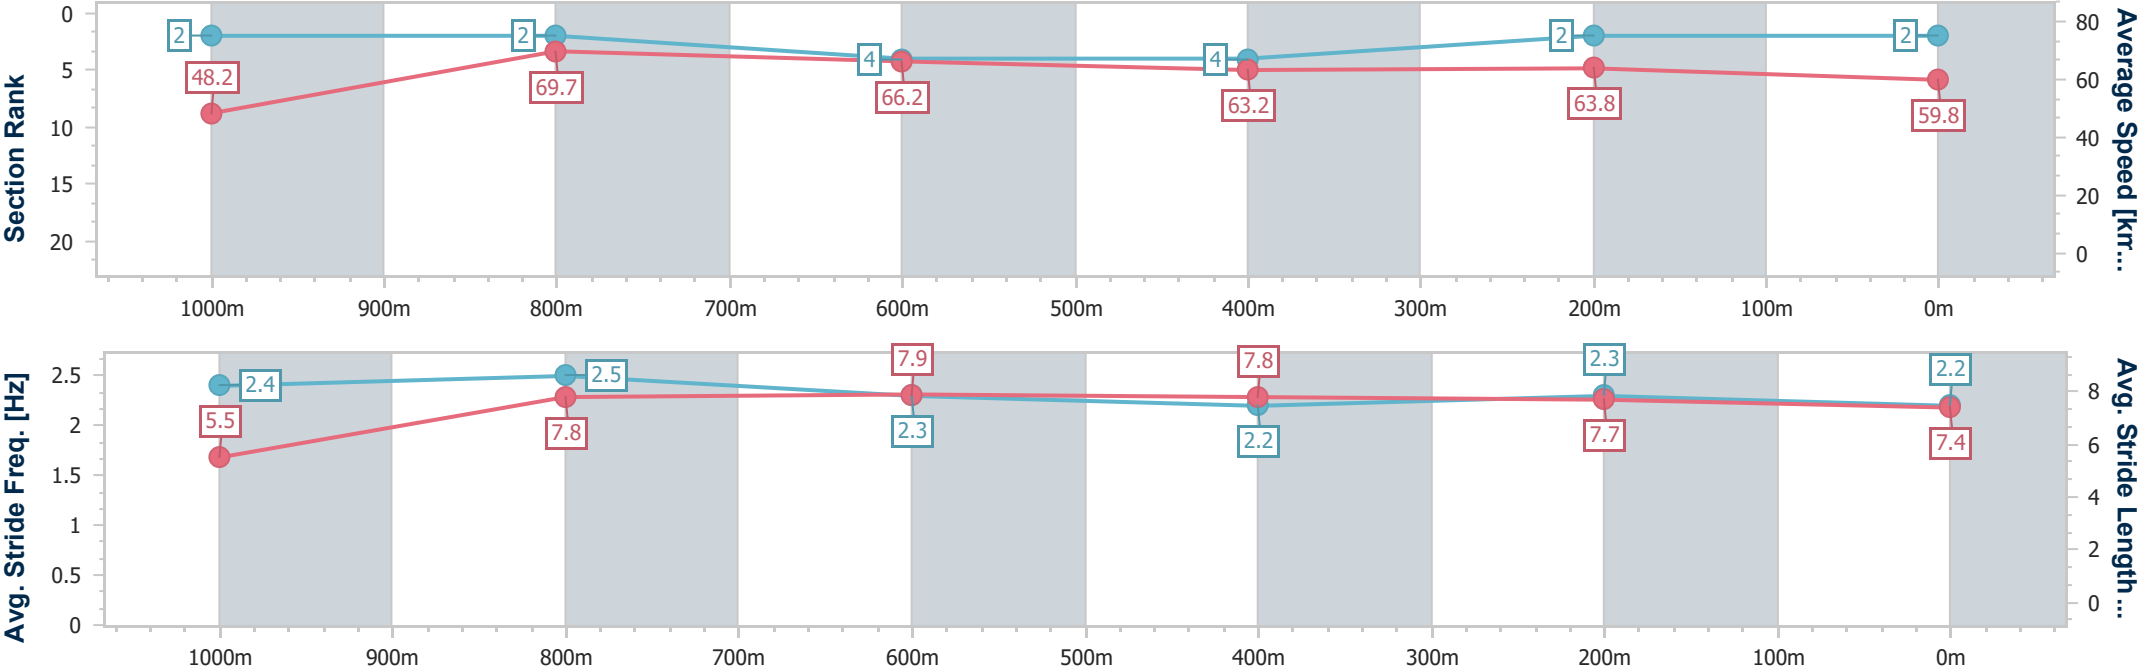 Section Rank
0
5
10
15
20
2
2
4
4
2
2
48.2
69.7
66.2
63.2
63.8
59.8
80
60
40
20
0
Average Speed [km...
1000m
900m
800m
700m
600m
500m
400m
300m
200m
100m
0m
Avg. Stride Freq. [Hz]
2.5
2
1.5
1
0.5
0
2.4
2.5
2.3
2.2
2.3
2.2
5.5
7.8
7.9
7.8
7.7
7.4
8
6
4
2
0
Avg. Stride Length ...
1000m
900m
800m
700m
600m
500m
400m
300m
200m
100m
0m